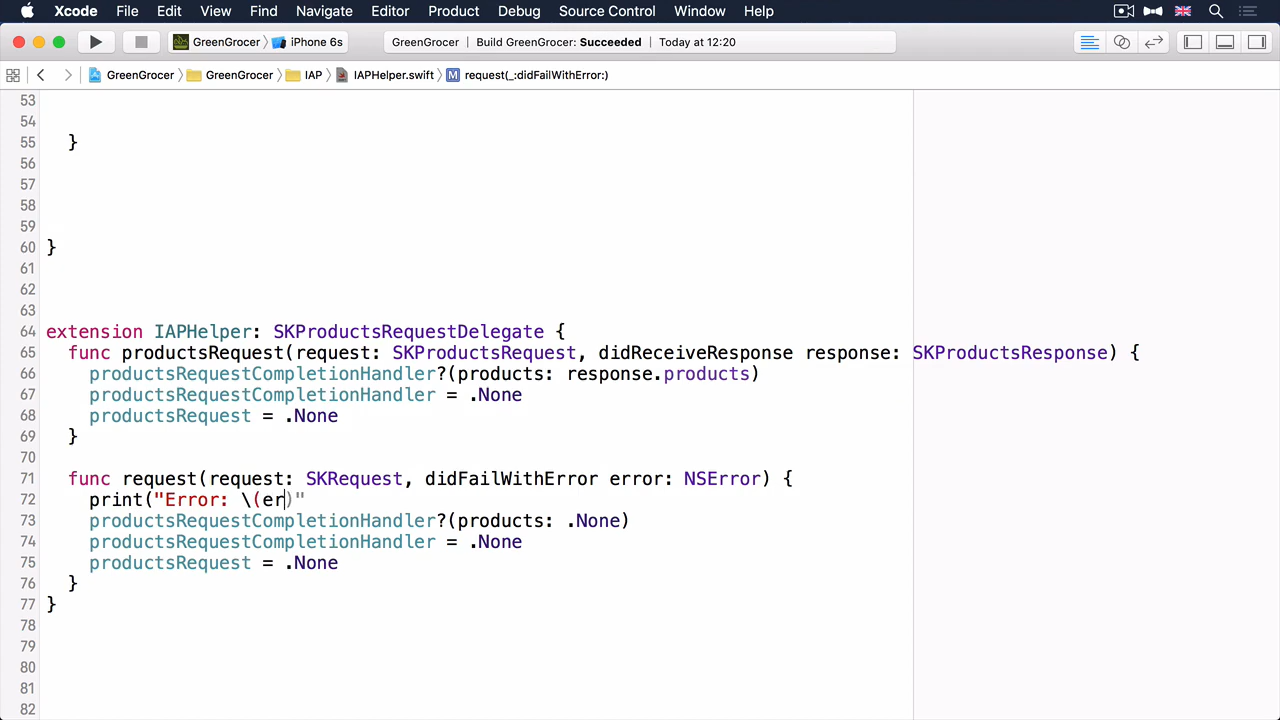 Xcode File Edit View Find Navigate Editor Product Debug Source Control Window Help
GreenGrocer iPhone 6s GreenGrocer Build GreenGrocer: Succeeded Today at 12:20
GreenGrocer GreenGrocer IAP IAPHelper.swift M request(_:didFailWithError:)
53
54
55 }
56
57
58
59
60 }
61
62
63
64 extension IAPHelper: SKProductsRequestDelegate {
65 func productsRequest(request: SKProductsRequest, didReceiveResponse response: SKProductsResponse) {
66 productsRequestCompletionHandler?(products: response.products)
67 productsRequestCompletionHandler = .None
68 productsRequest = .None
69 }
70
71 func request(request: SKRequest, didFailWithError error: NSError) {
72 print("Error: \(er)"
73 productsRequestCompletionHandler?(products: .None)
74 productsRequestCompletionHandler = .None
75 productsRequest = .None
76 }
77 }
78
79
80
81
82